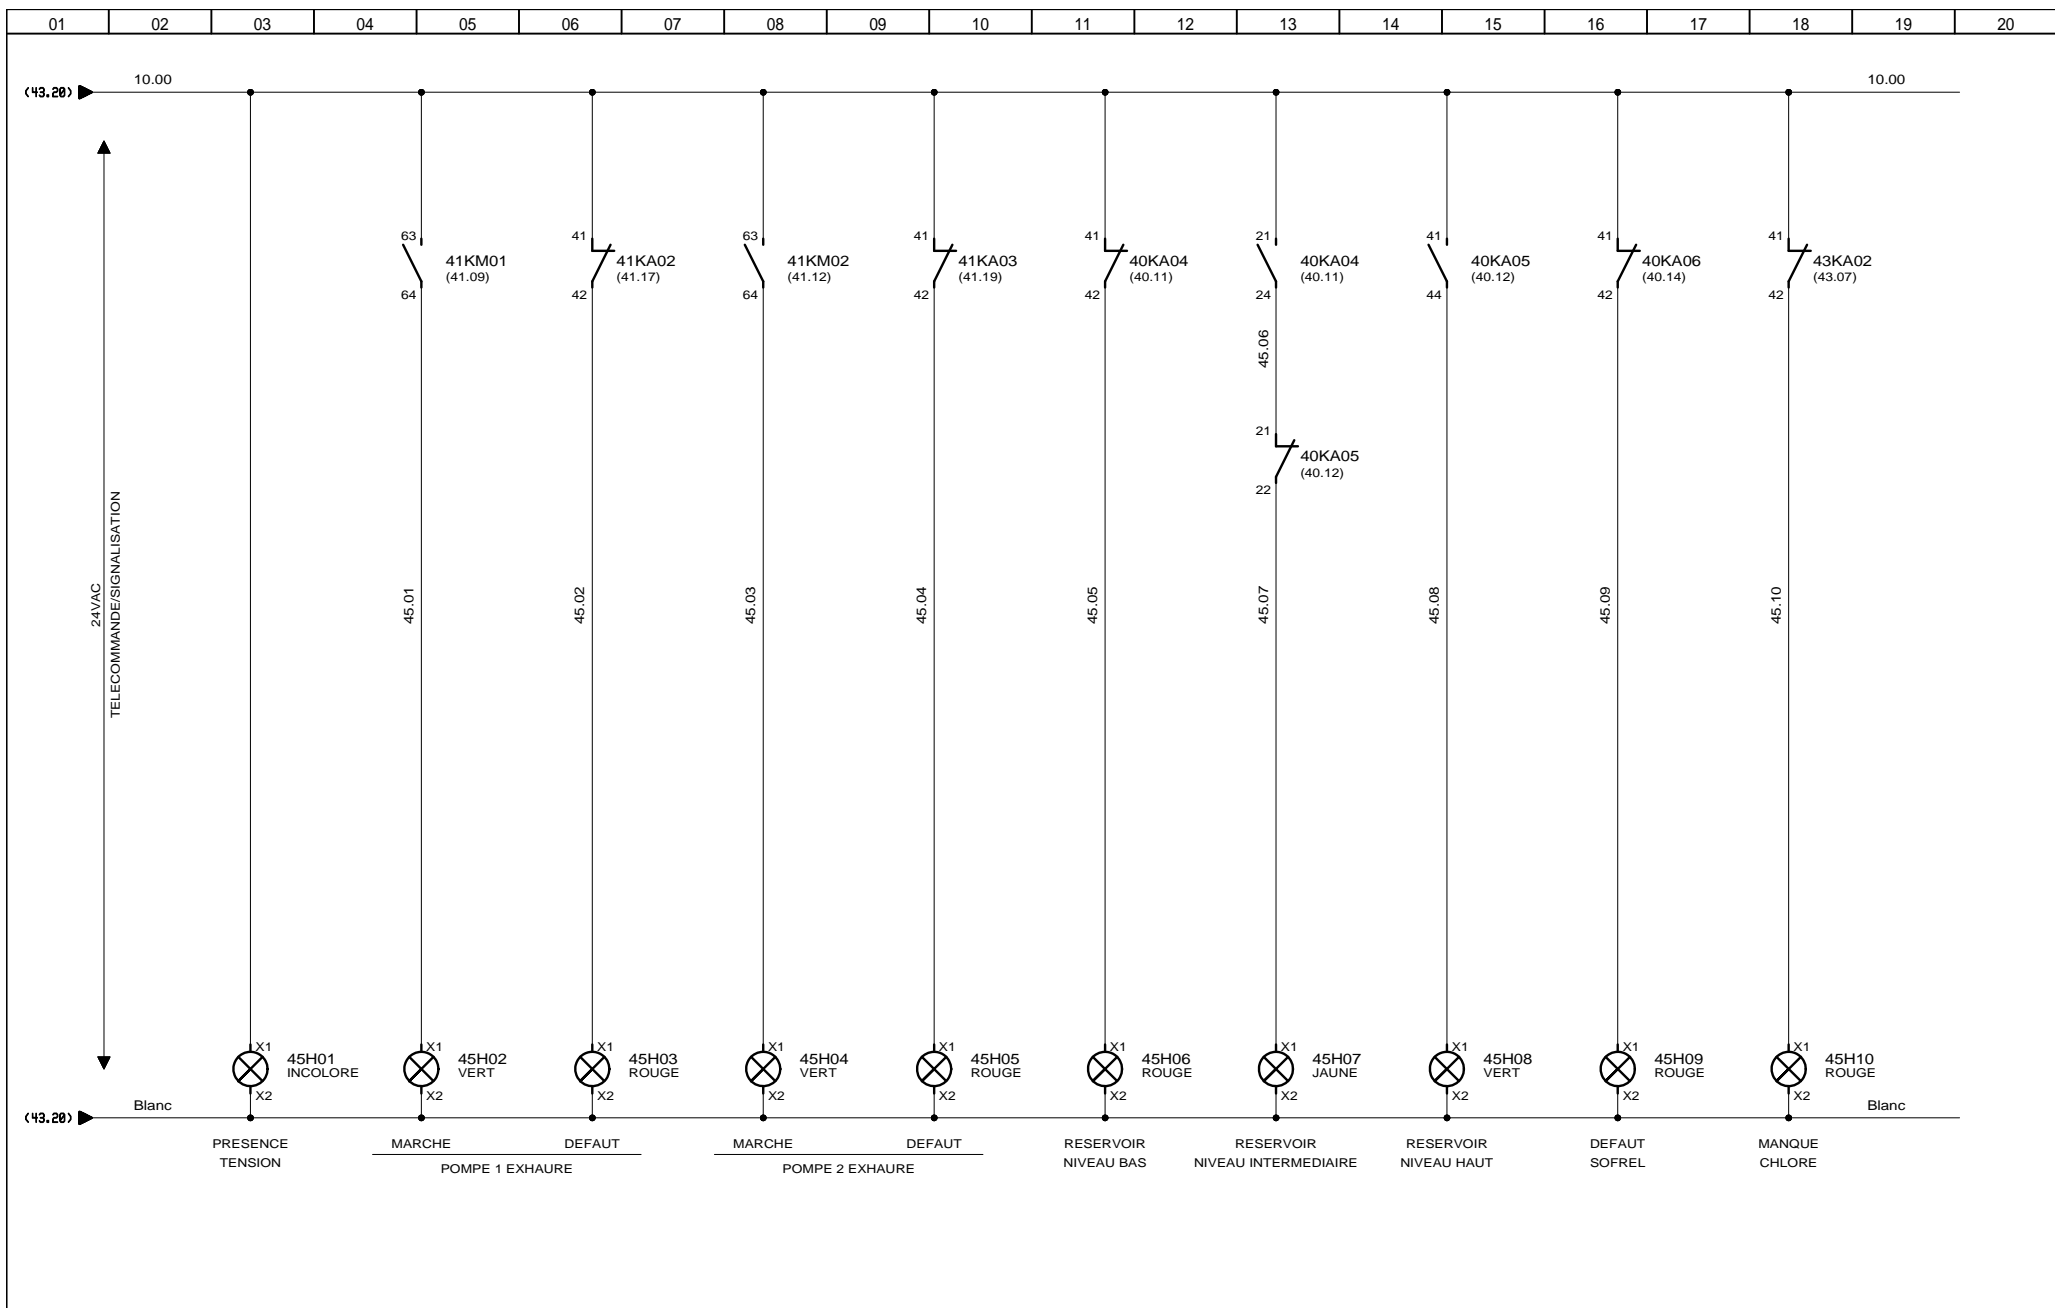 01 02 03 04 05 06 07 08 09 10 11 12 13 14 15 16 17 18 19 20
10.00 10.00
(43.20)
63 41 63 41 41 21 41 41 41
41KM01 41KA02 41KM02 41KA03 40KA04 40KA04 40KA05 40KA06 43KA02
(41.09) (41.17) (41.12) (41.19) (40.11) (40.11) (40.12) (40.14) (43.07)
64 42 64 42 42 24 44 42 42
45.06
21
40KA05
(40.12)
22
24VAC
TELECOMMANDE/SIGNALISATION
45.01 45.02 45.03 45.04 45.05 45.07 45.08 45.09 45.10
X1 X1 X1 X1 X1 X1 X1 X1 X1 X1
45H01 45H02 45H03 45H04 45H05 45H06 45H07 45H08 45H09 45H10
INCOLORE VERT ROUGE VERT ROUGE ROUGE JAUNE VERT ROUGE ROUGE
X2 X2 X2 X2 X2 X2 X2 X2 X2 X2
Blanc Blanc
(43.20)
PRESENCE MARCHE DEFAUT MARCHE DEFAUT RESERVOIR RESERVOIR RESERVOIR DEFAUT MANQUE
TENSION POMPE 1 EXHAURE POMPE 2 EXHAURE NIVEAU BAS NIVEAU INTERMEDIAIRE NIVEAU HAUT SOFREL CHLORE